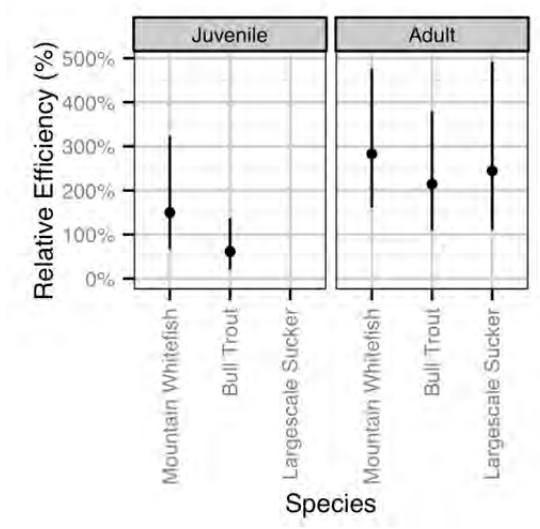 Juvenile
Adult
Relative Efficiency (%)
500%
400%
300%
200%
100%
0%
Mountain Whitefish
Bull Trout
Largescale Sucker
Mountain Whitefish
Bull Trout
Largescale Sucker
Species